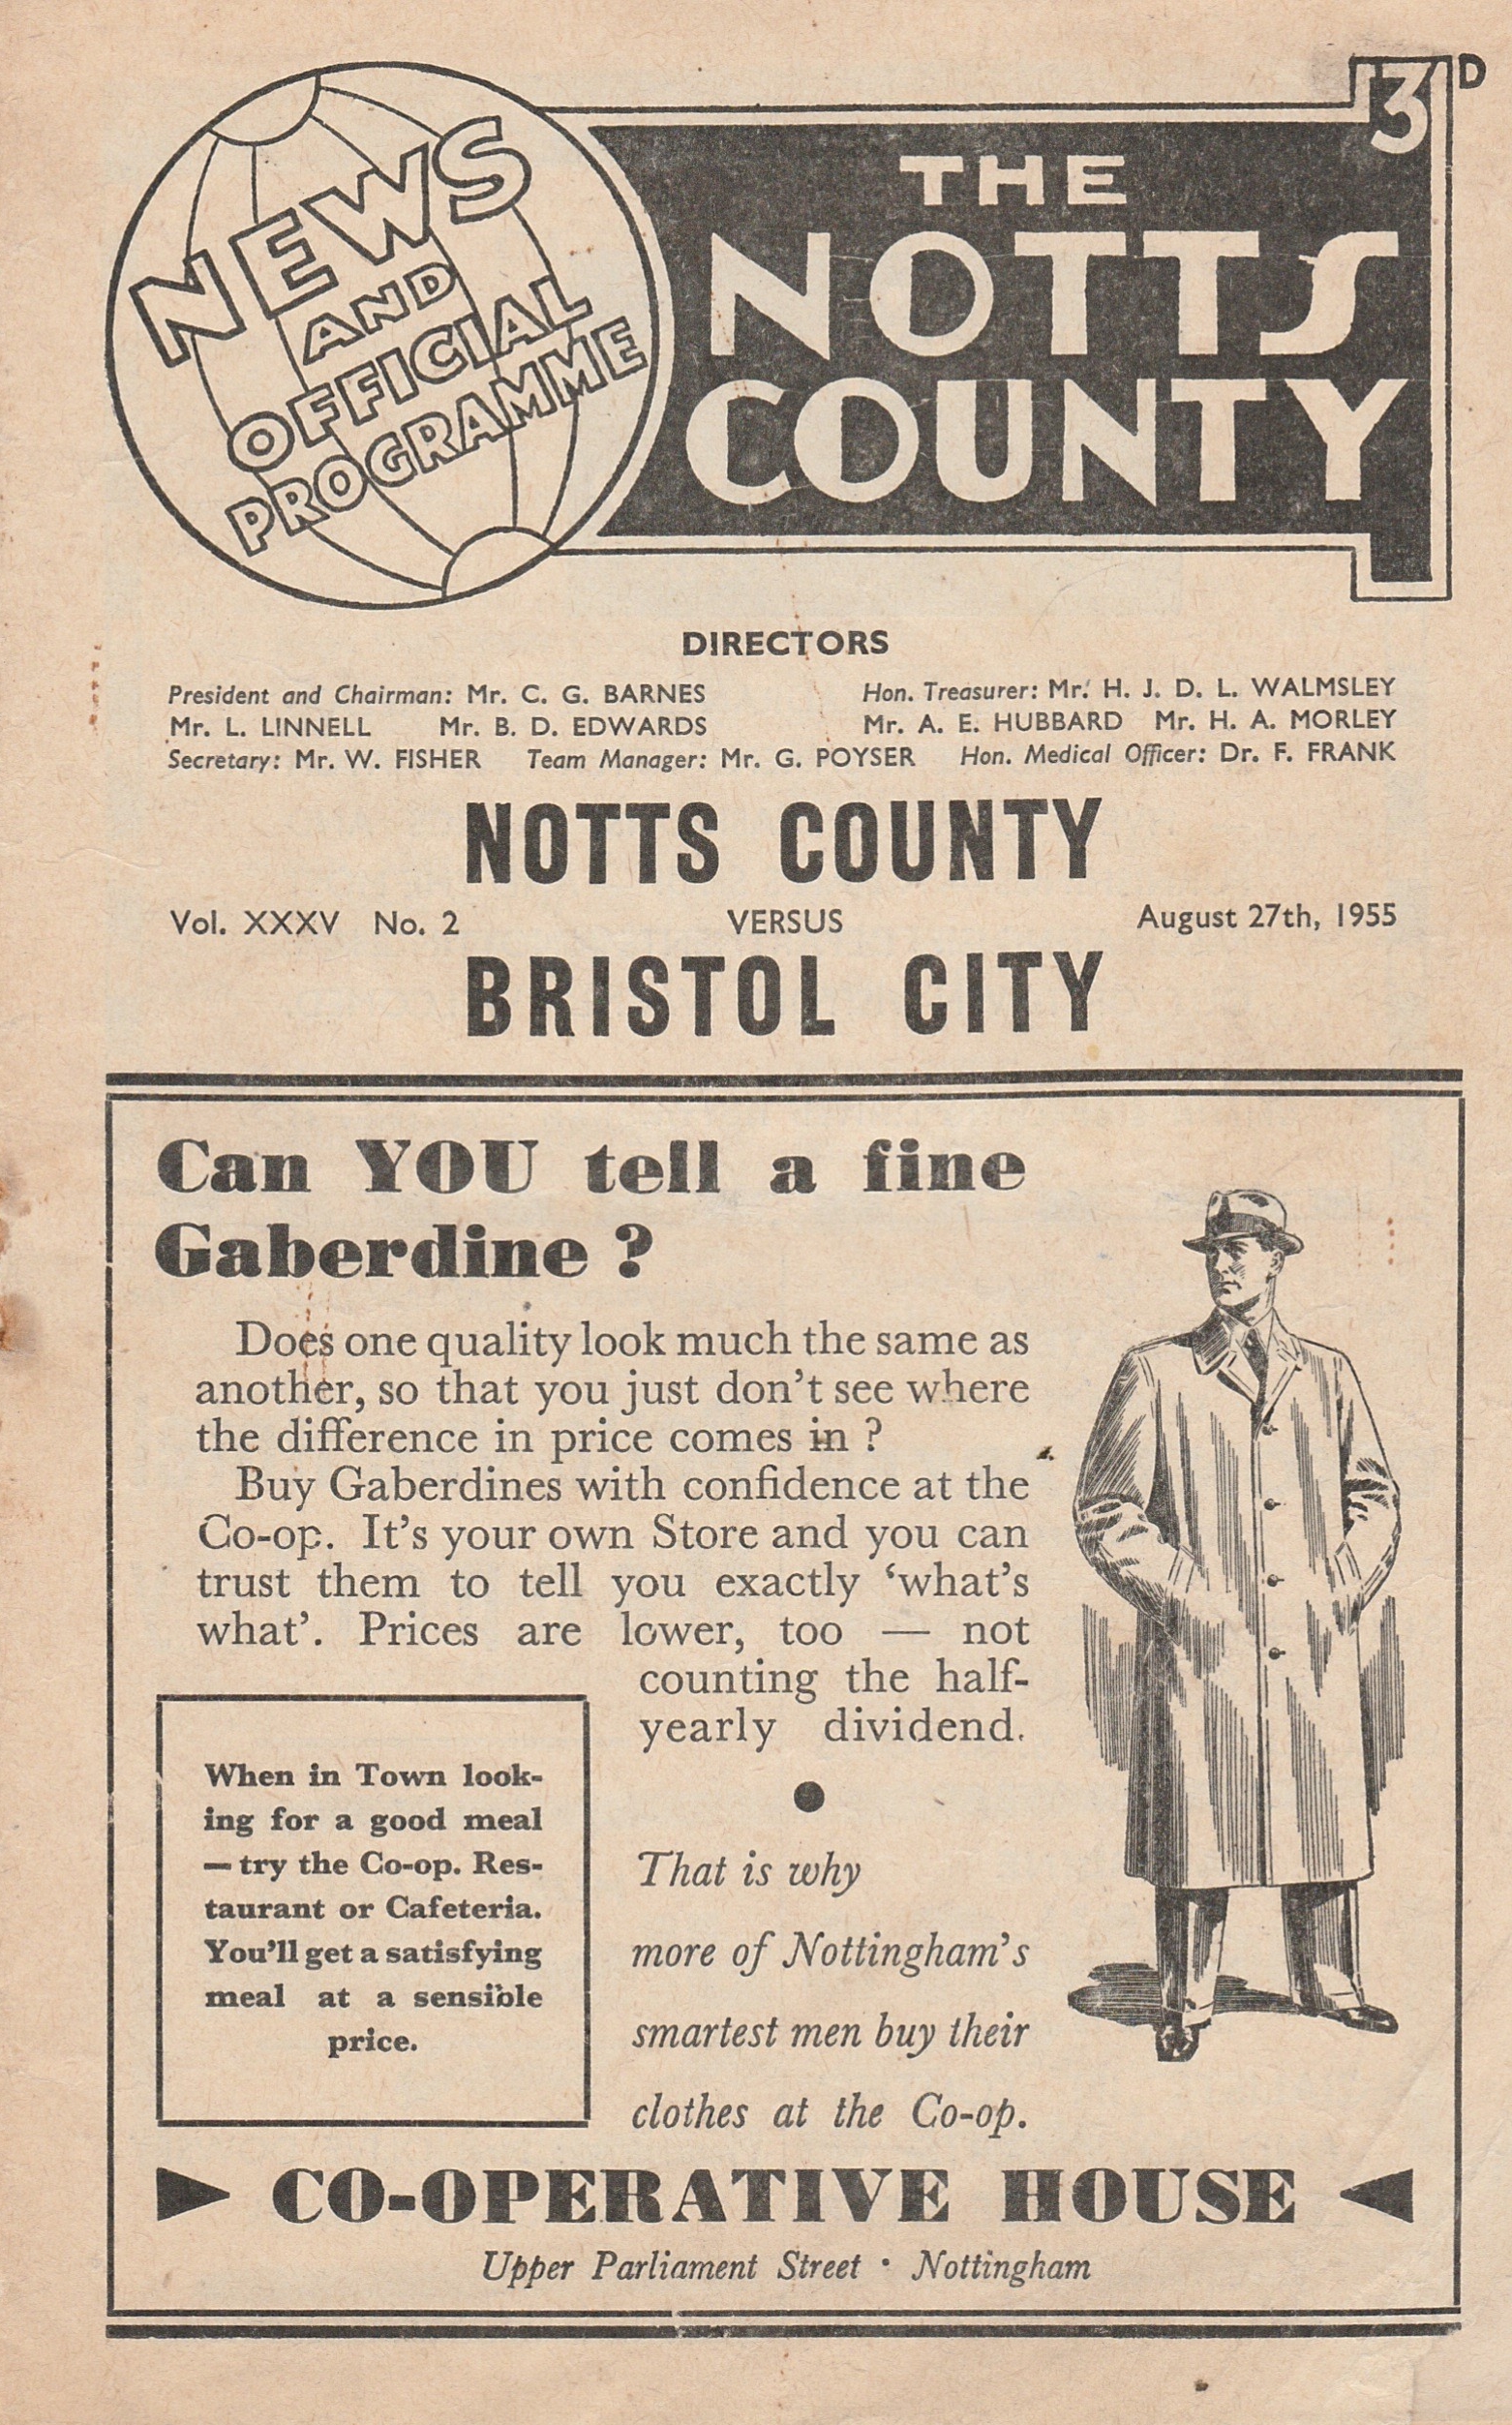 3D
NEWS
AND
OFFICIAL
PROGRAMME
THE
NOTTS
COUNTY
DIRECTORS
President and Chairman: Mr. C. G. BARNES Hon. Treasurer: Mr. H. J. D. L. WALMSLEY
Mr. L. LINNELL Mr. B. D. EDWARDS Mr. A. E. HUBBARD Mr. H. A. MORLEY
Secretary: Mr. W. FISHER Team Manager: Mr. G. POYSER Hon. Medical Officer: Dr. F. FRANK
NOTTS COUNTY
Vol. XXXV No. 2 VERSUS August 27th, 1955
BRISTOL CITY
Can YOU tell a fine
Gaberdine ?
Does one quality look much the same as
another, so that you just don't see where
the difference in price comes in ?
Buy Gaberdines with confidence at the
Co-op. It's your own Store and you can
trust them to tell you exactly 'what's
what'. Prices are lower, too — not
counting the half-
yearly dividend.
When in Town look-
ing for a good meal
—try the Co-op. Res-
taurant or Cafeteria.
You'll get a satisfying
meal at a sensible
price.
That is why
more of Nottingham's
smartest men buy their
clothes at the Co-op.
CO-OPERATIVE HOUSE
Upper Parliament Street · Nottingham